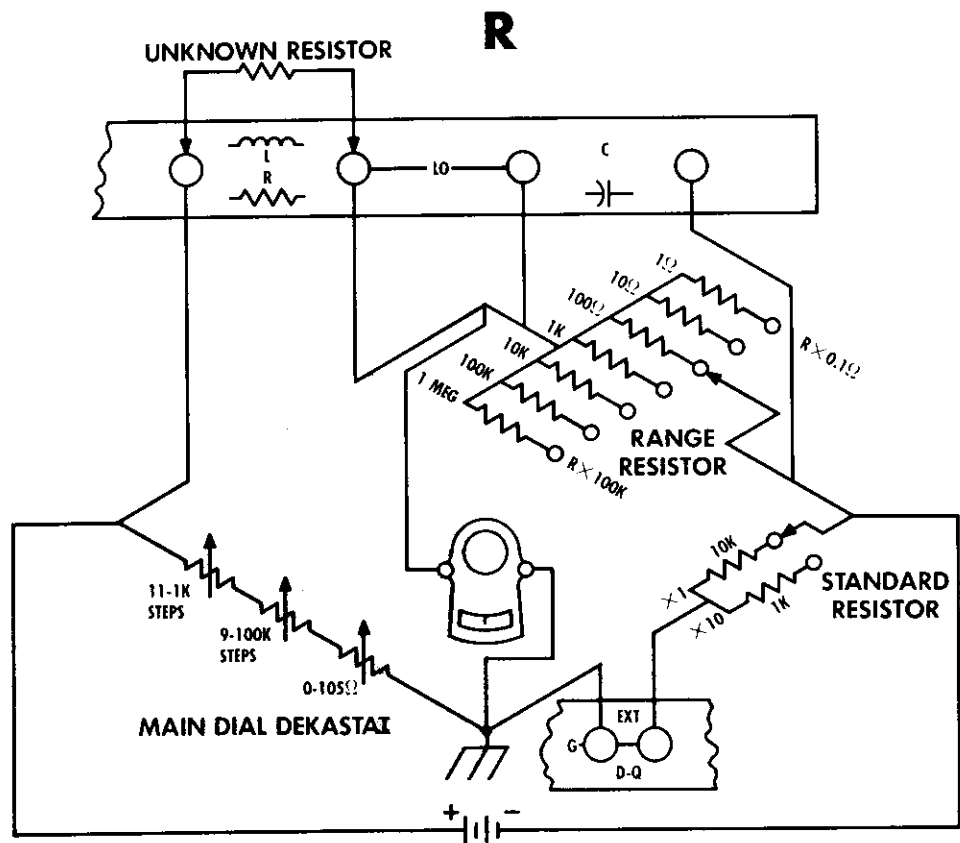 R
UNKNOWN RESISTOR
L
R
LO
C
1Ω
10Ω
100Ω
1K
10K
100K
1 MEG
R×0.1Ω
R×100K
RANGE
RESISTOR
11-1K
STEPS
9-100K
STEPS
0-105Ω
MAIN DIAL DEKASTAI
10K
×1
1K
×10
STANDARD
RESISTOR
EXT
G
D-Q
+
−